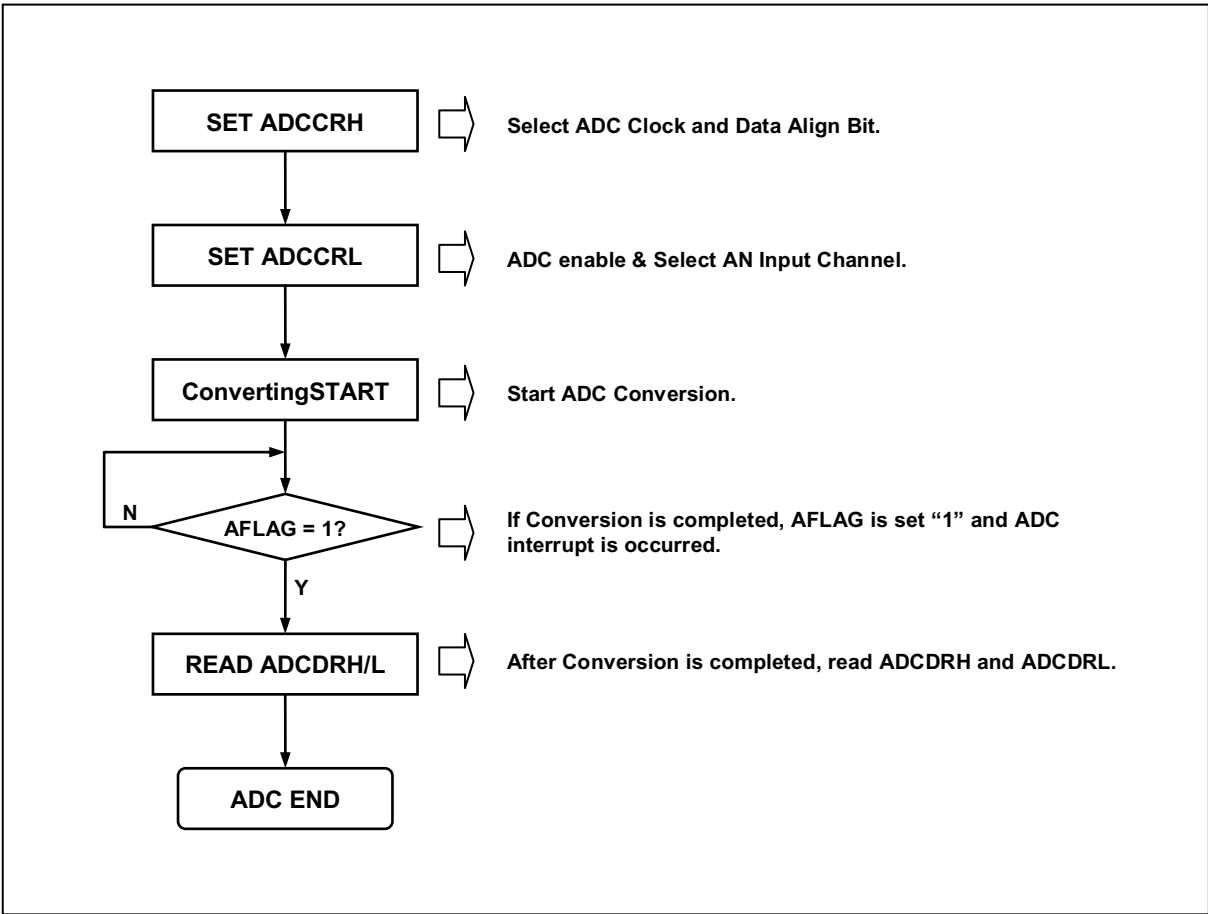 SET ADCCRH
Select ADC Clock and Data Align Bit.
SET ADCCRL
ADC enable & Select AN Input Channel.
ConvertingSTART
Start ADC Conversion.
N
AFLAG = 1?
If Conversion is completed, AFLAG is set “1” and ADC
interrupt is occurred.
Y
READ ADCDRH/L
After Conversion is completed, read ADCDRH and ADCDRL.
ADC END